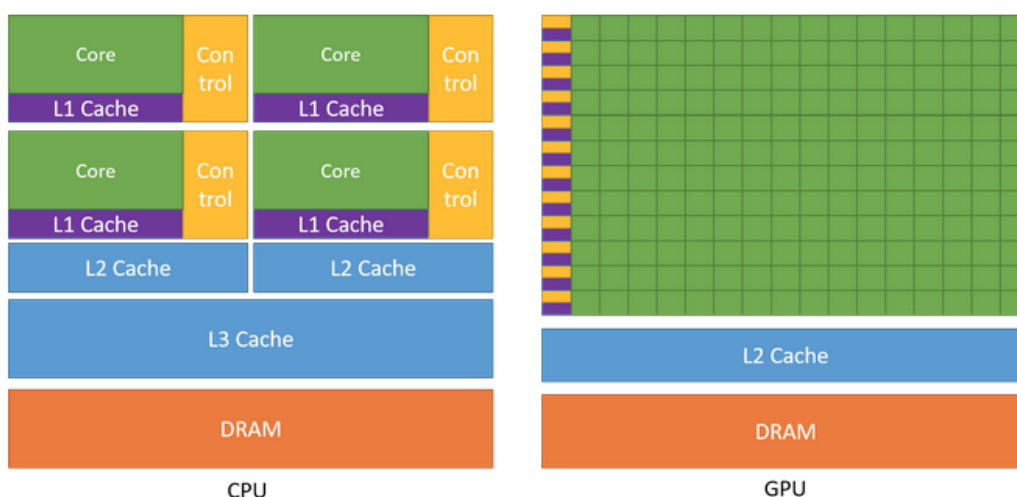 Core
Con
trol
Core
Con
trol
L1 Cache
L1 Cache
Core
Con
trol
Core
Con
trol
L1 Cache
L1 Cache
L2 Cache
L2 Cache
L3 Cache
DRAM
CPU
L2 Cache
DRAM
GPU